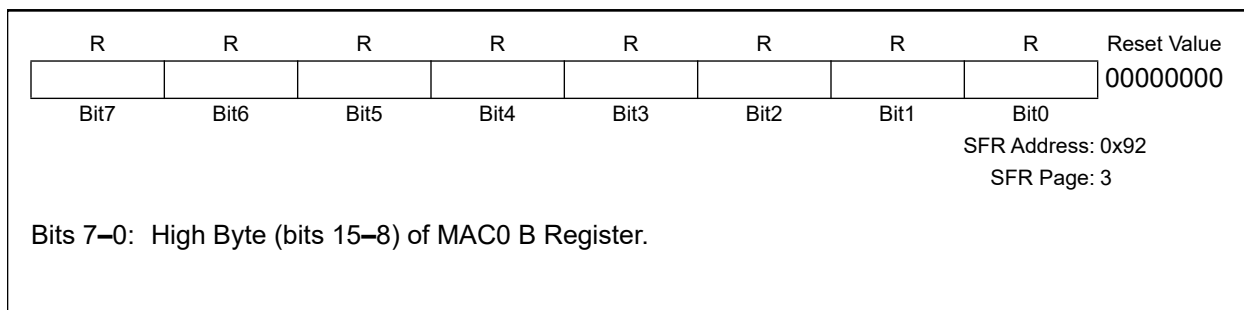 R R R R R R R R Reset Value
00000000
Bit7 Bit6 Bit5 Bit4 Bit3 Bit2 Bit1 Bit0
SFR Address: 0x92
SFR Page: 3
Bits 7–0: High Byte (bits 15–8) of MAC0 B Register.